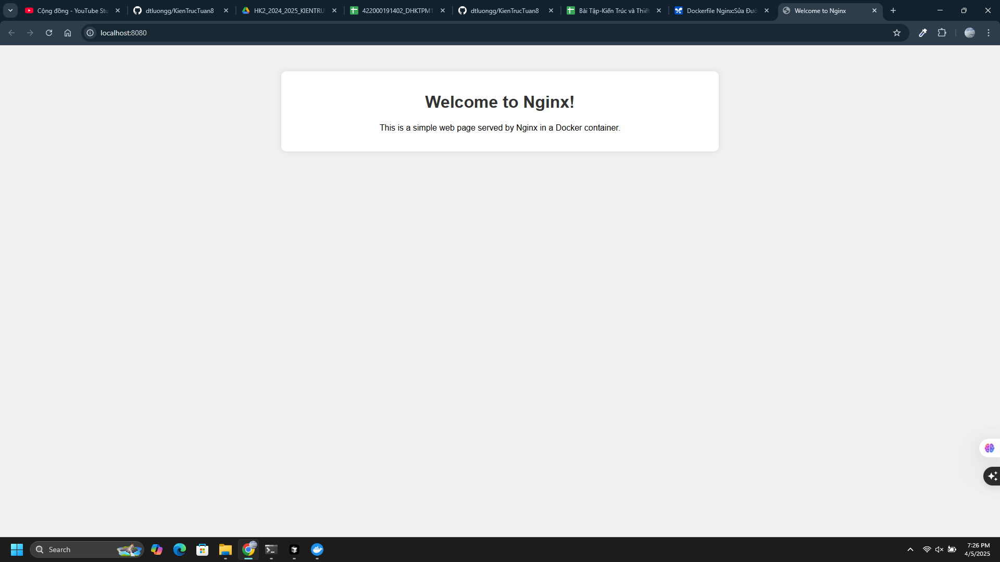 Cộng đồng - YouTube Stu
dtluongg/KienTrucTuan8
HK2_2024_2025_KIENTRU
422000191402_DHKTPM1
dtluongg/KienTrucTuan8
Bài Tập-Kiến Trúc và Thiết
Dockerfile Nginx:Sửa Đườ
Welcome to Nginx
localhost:8080
Welcome to Nginx!
This is a simple web page served by Nginx in a Docker container.
Search
7:26 PM
4/5/2025